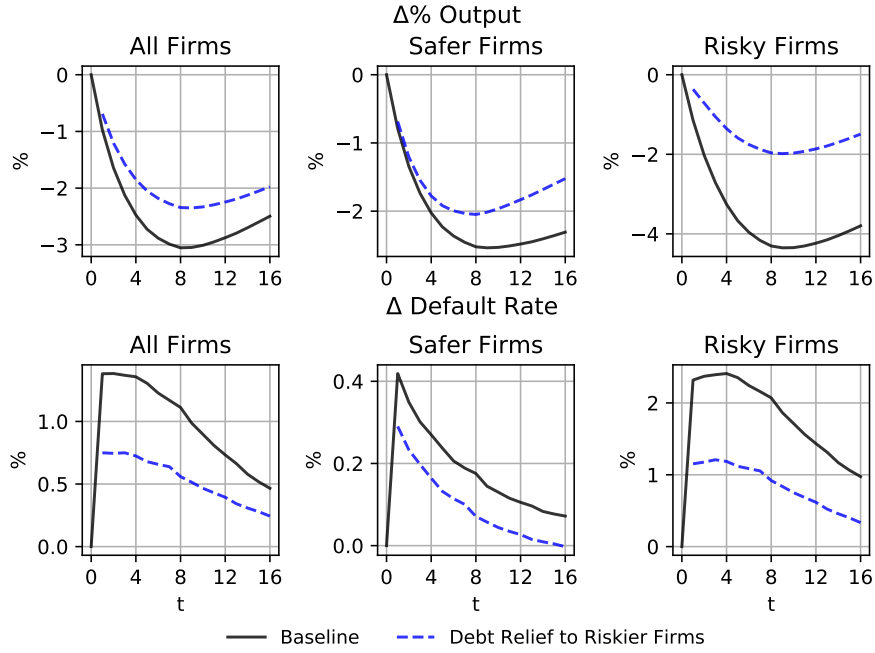 Δ% Output
All Firms
Safer Firms
Risky Firms
%
0
−1
−2
−3
0 4 8 12 16
%
0
−1
−2
0 4 8 12 16
%
0
−2
−4
0 4 8 12 16
Δ Default Rate
All Firms
Safer Firms
Risky Firms
%
1.0
0.5
0.0
0 4 8 12 16
t
%
0.4
0.2
0.0
0 4 8 12 16
t
%
2
1
0
0 4 8 12 16
t
Baseline
Debt Relief to Riskier Firms